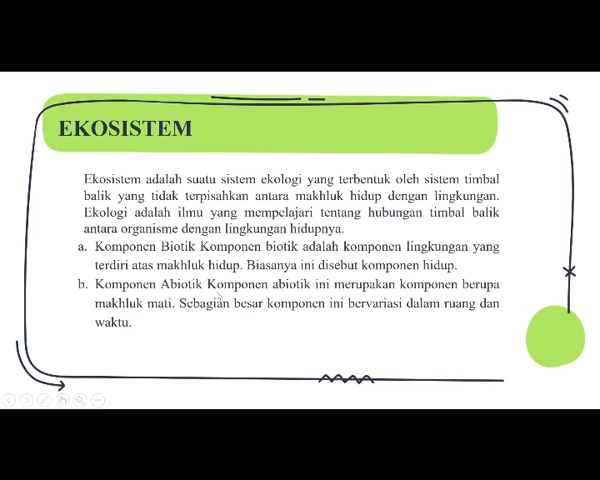 EKOSISTEM
Ekosistem adalah suatu sistem ekologi yang terbentuk oleh sistem timbal
balik yang tidak terpisahkan antara makhluk hidup dengan lingkungan.
Ekologi adalah ilmu yang mempelajari tentang hubungan timbal balik
antara organisme dengan lingkungan hidupnya.
a. Komponen Biotik Komponen biotik adalah komponen lingkungan yang
terdiri atas makhluk hidup. Biasanya ini disebut komponen hidup.
b. Komponen Abiotik Komponen abiotik ini merupakan komponen berupa
makhluk mati. Sebagian besar komponen ini bervariasi dalam ruang dan
waktu.